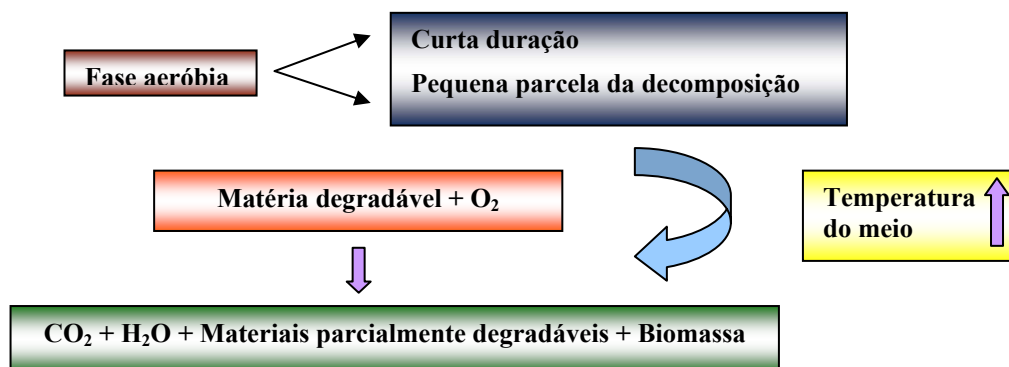 Curta duração
Fase aeróbia
Pequena parcela da decomposição
Matéria degradável + O₂
Temperatura
do meio
CO₂ + H₂O + Materiais parcialmente degradáveis + Biomassa